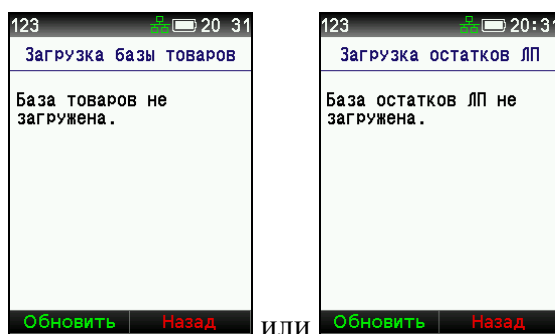 123 20 31
Загрузка базы товаров
База товаров не
загружена.
Обновить Назад
или
123 20:31
Загрузка остатков ЛП
База остатков ЛП не
загружена.
Обновить Назад